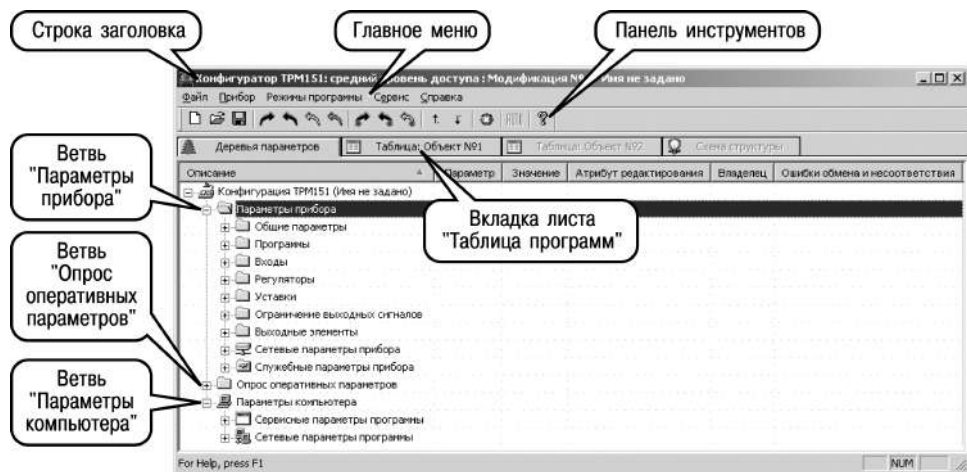 Строка заголовка
Главное меню
Панель инструментов
Конфигуратор ТРМ151: средний уровень доступа : Модификация № Имя не задано
Файл Прибор Режимы программы Сервис Справка
Деревья параметров Таблица: Объект №1 Таблица: Объект №2 Схема структуры
Описание Параметр Значение Атрибут редактирования Владелец Ошибки обмена и несоответствия
Ветвь
"Параметры
прибора"
Конфигурация ТРМ151 (Имя не задано)
Параметры прибора
Общие параметры
Программы
Входы
Регуляторы
Уставки
Ограничение выходных сигналов
Выходные элементы
Сетевые параметры прибора
Служебные параметры прибора
Опрос оперативных параметров
Параметры компьютера
Сервисные параметры программы
Сетевые параметры программы
Вкладка листа
"Таблица программ"
Ветвь
"Опрос
оперативных
параметров"
Ветвь
"Параметры
компьютера"
For Help, press F1
NUM